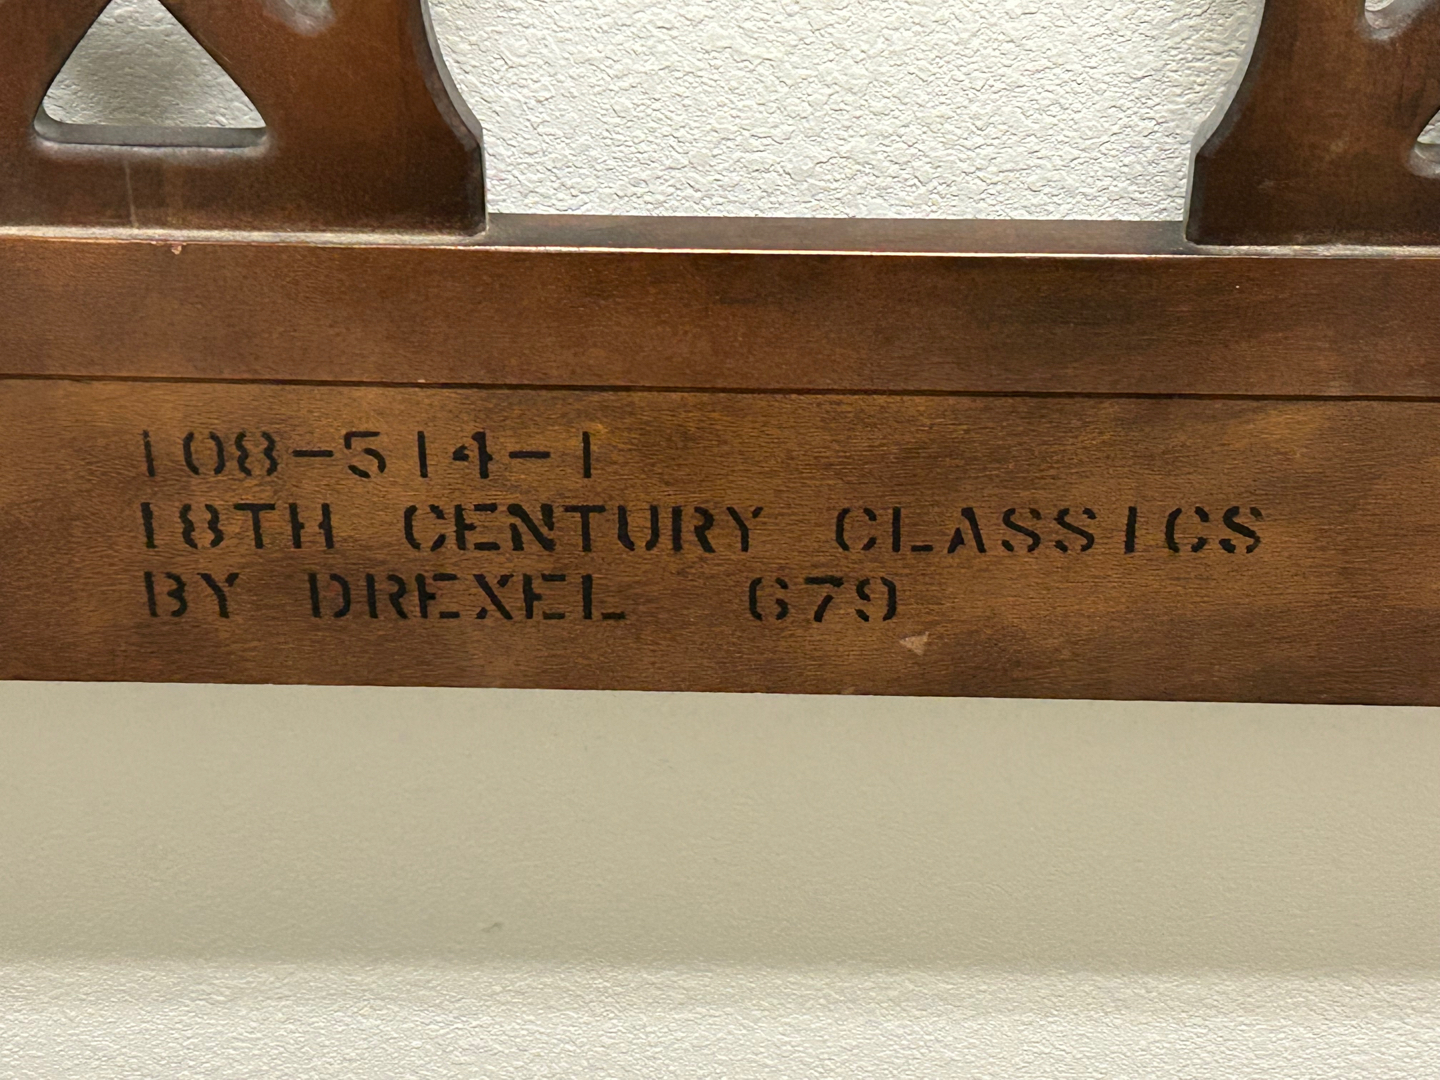 108-514-1
18TH CENTURY CLASSICS
BY DREXEL 679